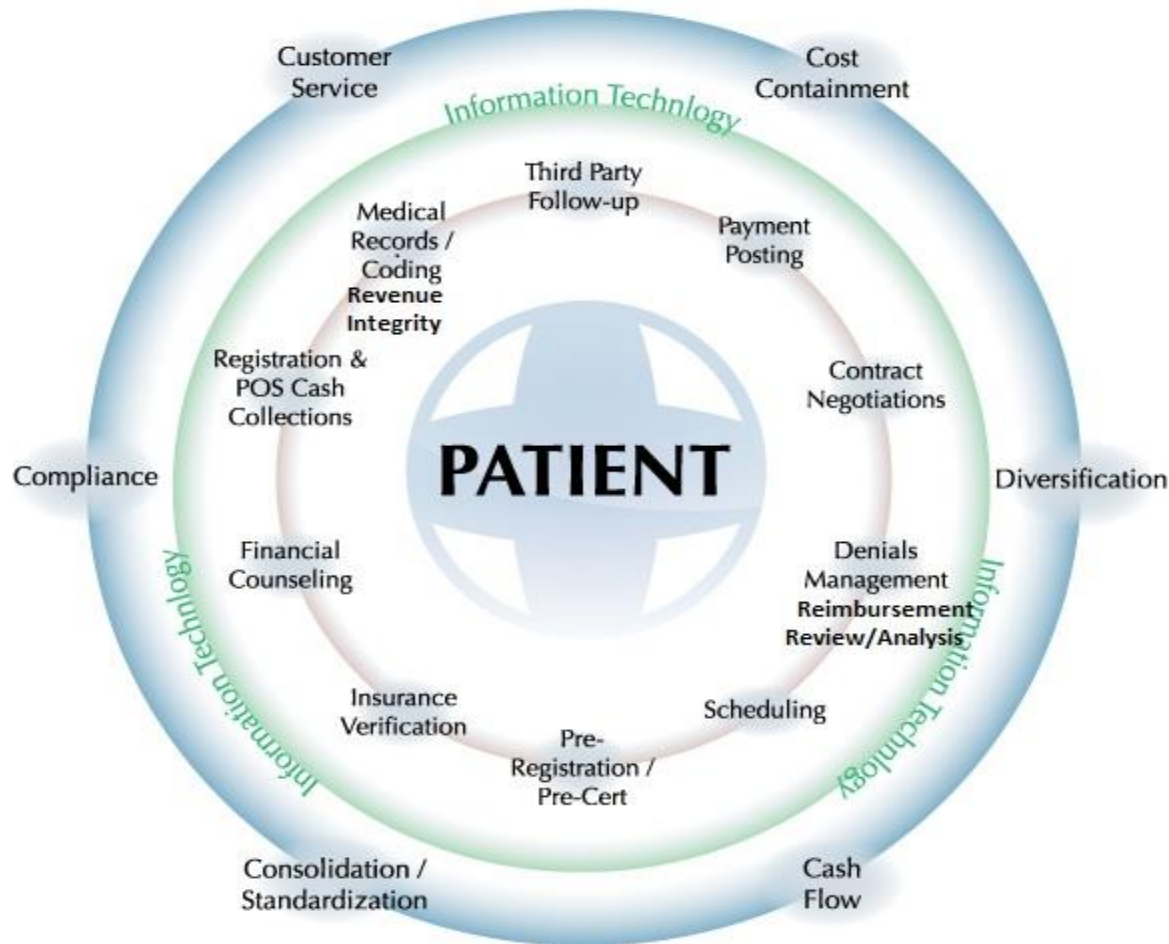 Customer
Service
Cost
Containment
Information Technlogy
Third Party
Follow-up
Medical
Records /
Coding
Revenue
Integrity
Payment
Posting
Registration &
POS Cash
Collections
Contract
Negotiations
PATIENT
Compliance
Diversification
Financial
Counseling
Denials
Management
Reimbursement
Review/Analysis
Information Technology
Information Technology
Insurance
Verification
Scheduling
Pre-
Registration /
Pre-Cert
Consolidation /
Standardization
Cash
Flow